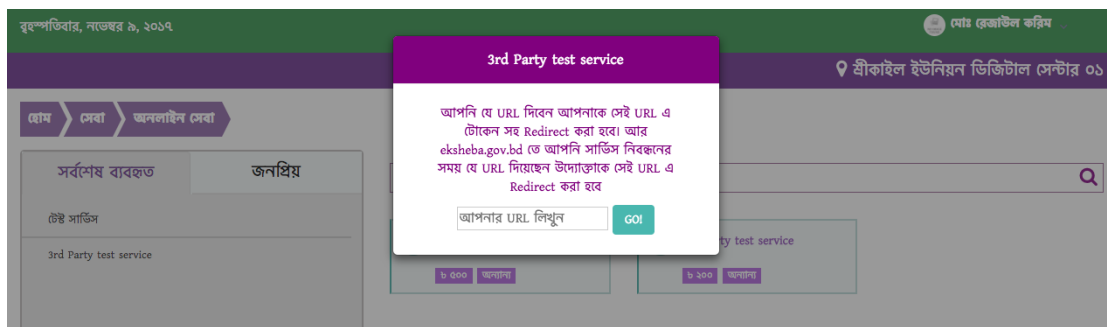 বৃহস্পতিবার, নভেম্বর ৯, ২০১৭
মোঃ রেজাউল করিম
শ্রীকাইল ইউনিয়ন ডিজিটাল সেন্টার ০১
3rd Party test service
আপনি যে URL দিবেন আপনাকে সেই URL এ
টোকেন সহ Redirect করা হবে। আর
eksheba.gov.bd তে আপনি সার্ভিস নিবন্ধনের
সময় যে URL দিয়েছেন উদ্যোক্তাকে সেই URL এ
Redirect করা হবে
আপনার URL লিখুন
GO!
হোম সেবা অনলাইন সেবা
সর্বশেষ ব্যবহৃত জনপ্রিয়
টেস্ট সার্ভিস
3rd Party test service
ty test service
৳ ৫০০ অন্যান্য
৳ ২০০ অন্যান্য